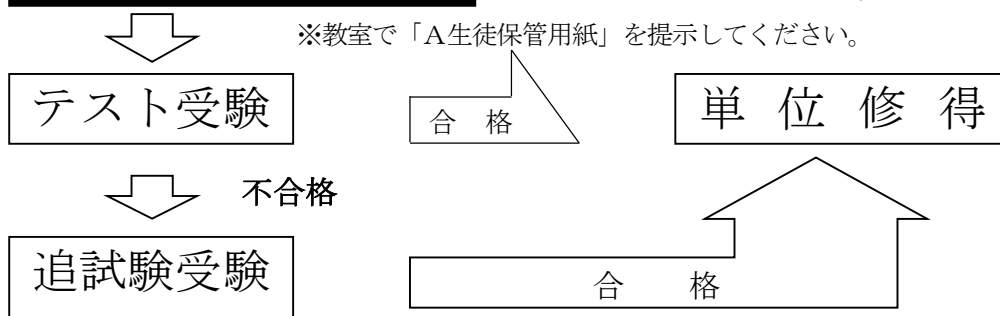 ※教室で「A生徒保管用紙」を提示してください。
テスト受験
合 格
単 位 修 得
不合格
追試験受験
合 格